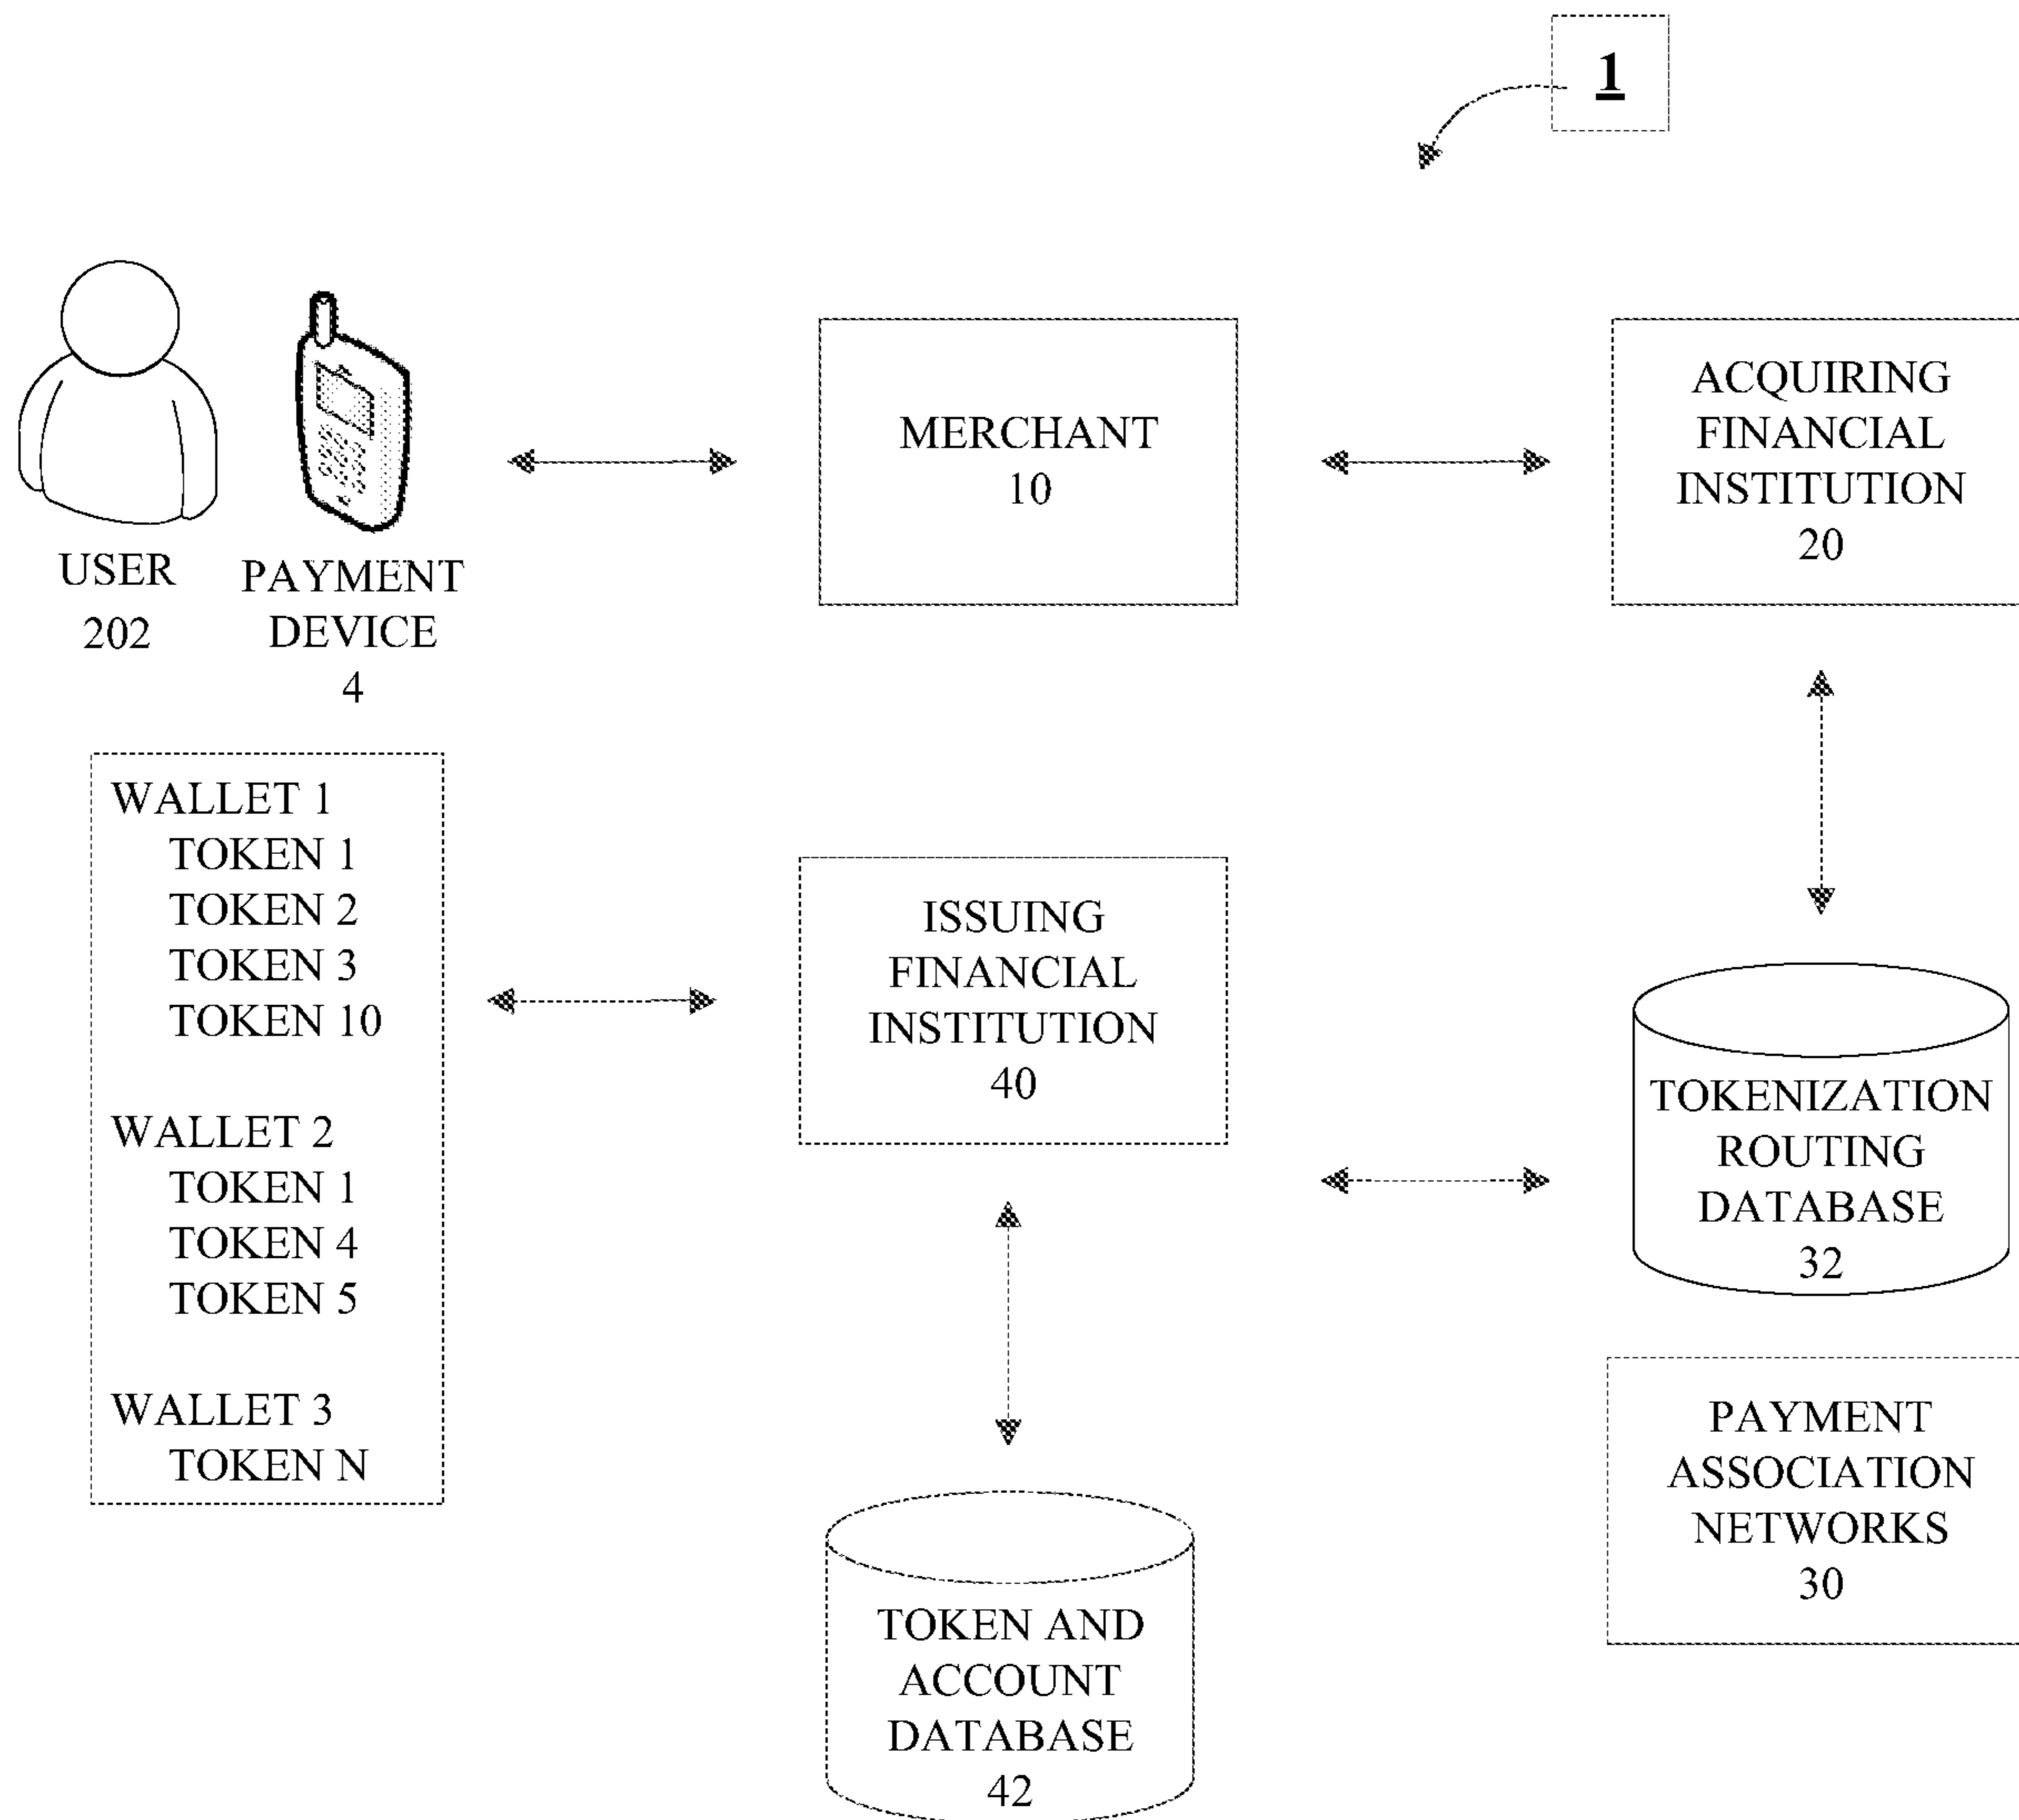 1
USER
202
PAYMENT
DEVICE
4
MERCHANT
10
ACQUIRING
FINANCIAL
INSTITUTION
20
WALLET 1
TOKEN 1
TOKEN 2
TOKEN 3
TOKEN 10
WALLET 2
TOKEN 1
TOKEN 4
TOKEN 5
WALLET 3
TOKEN N
ISSUING
FINANCIAL
INSTITUTION
40
TOKENIZATION
ROUTING
DATABASE
32
PAYMENT
ASSOCIATION
NETWORKS
30
TOKEN AND
ACCOUNT
DATABASE
42